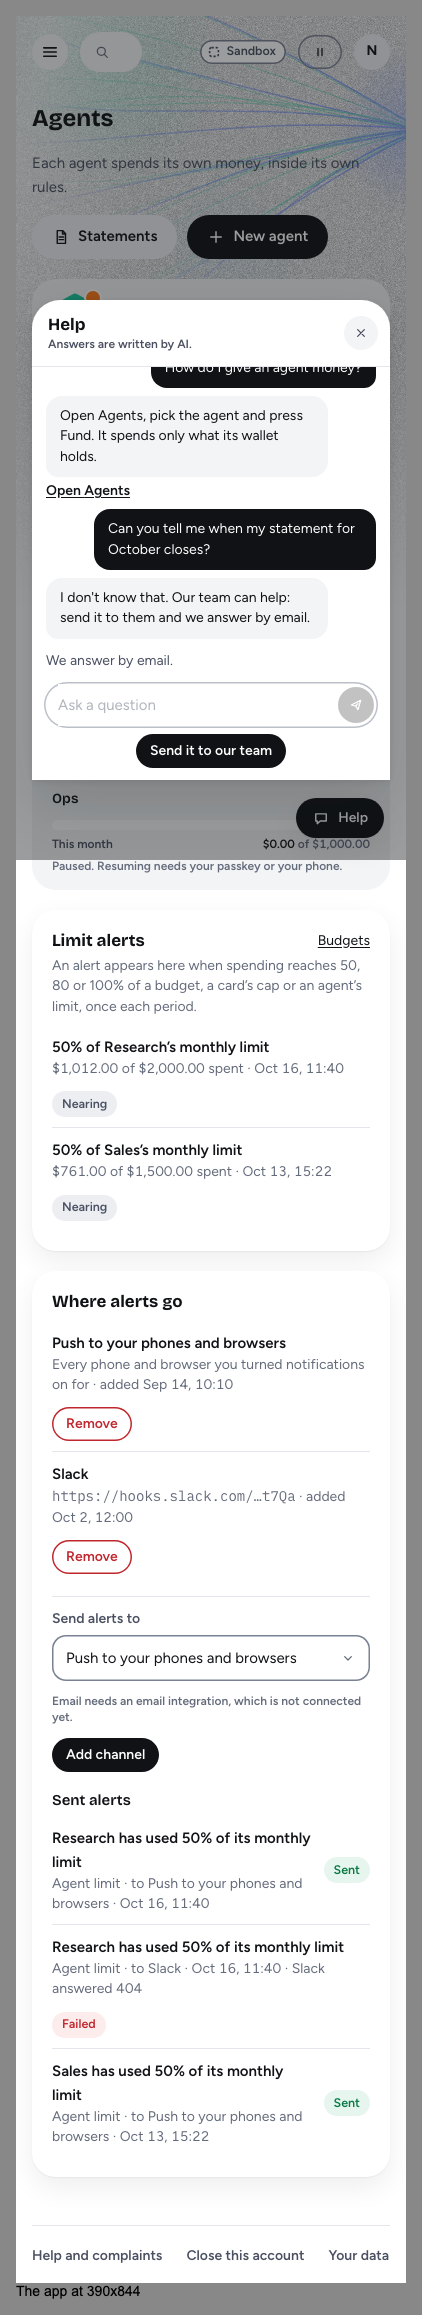 Sandbox
N
Agents
Each agent spends its own money, inside its own
rules.
Statements
New agent
Help
Answers are written by AI.
How do I give an agent money?
Open Agents, pick the agent and press
Fund. It spends only what its wallet
holds.
Open Agents
Can you tell me when my statement for
October closes?
I don't know that. Our team can help:
send it to them and we answer by email.
We answer by email.
Ask a question
Send it to our team
Ops
Help
This month
$0.00 of $1,000.00
Paused. Resuming needs your passkey or your phone.
Limit alerts
Budgets
An alert appears here when spending reaches 50,
80 or 100% of a budget, a card’s cap or an agent’s
limit, once each period.
50% of Research’s monthly limit
$1,012.00 of $2,000.00 spent · Oct 16, 11:40
Nearing
50% of Sales’s monthly limit
$761.00 of $1,500.00 spent · Oct 13, 15:22
Nearing
Where alerts go
Push to your phones and browsers
Every phone and browser you turned notifications
on for · added Sep 14, 10:10
Remove
Slack
https://hooks.slack.com/…t7Qa · added
Oct 2, 12:00
Remove
Send alerts to
Push to your phones and browsers
Email needs an email integration, which is not connected
yet.
Add channel
Sent alerts
Research has used 50% of its monthly
limit
Agent limit · to Push to your phones and
browsers · Oct 16, 11:40
Sent
Research has used 50% of its monthly limit
Agent limit · to Slack · Oct 16, 11:40 · Slack
answered 404
Failed
Sales has used 50% of its monthly
limit
Agent limit · to Push to your phones and
browsers · Oct 13, 15:22
Sent
Help and complaints
Close this account
Your data
The app at 390x844